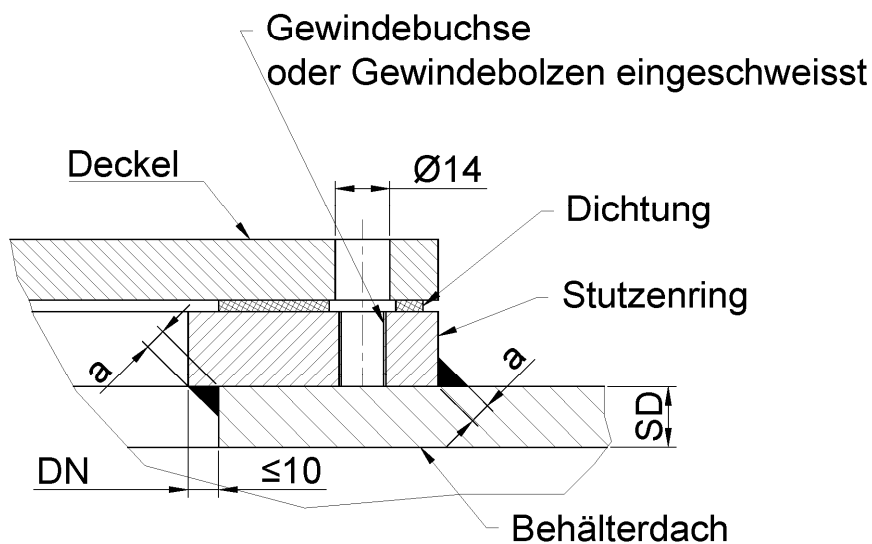 Gewindebuchse
oder Gewindebolzen eingeschweisst
Deckel
Ø14
Dichtung
Stutzenring
a
a
SD
DN
≤10
Behälterdach